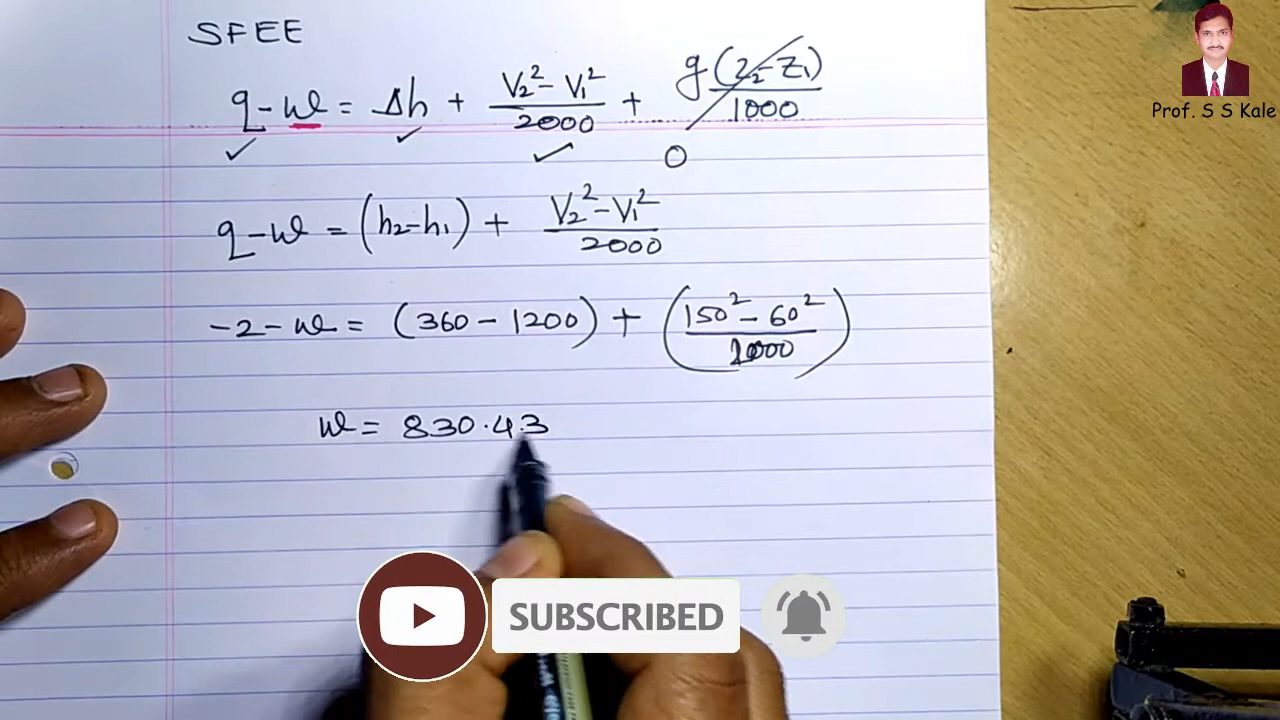 SFEE
q-w = Δh + V₂²-V₁²/2000 + g(z₂-z₁)/1000
0
q-w = (h₂-h₁) + V₂²-V₁²/2000
-2-w = (360-1200) + (150²-60²/2000)
w = 830.43
Prof. S S Kale
SUBSCRIBED